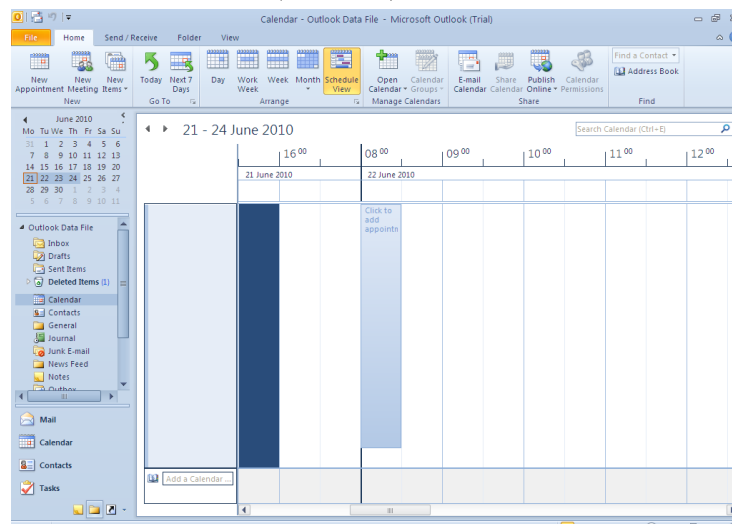 Calendar - Outlook Data File - Microsoft Outlook (Trial)
File Home Send / Receive Folder View
New Appointment
New Meeting
New Items
New
Today
Next 7 Days
Go To
Day
Work Week
Week
Month
Schedule View
Arrange
Open Calendar
Calendar Groups
Manage Calendars
E-mail Calendar
Share Calendar
Publish Online
Calendar Permissions
Share
Find a Contact
Address Book
Find
June 2010
Mo Tu We Th Fr Sa Su
31 1 2 3 4 5 6
7 8 9 10 11 12 13
14 15 16 17 18 19 20
21 22 23 24 25 26 27
28 29 30 1 2 3 4
5 6 7 8 9 10 11
Outlook Data File
Inbox
Drafts
Sent Items
Deleted Items (1)
Calendar
Contacts
General
Journal
Junk E-mail
News Feed
Notes
Outbox
Mail
Calendar
Contacts
Tasks
21 - 24 June 2010
Search Calendar (Ctrl+E)
16 00 08 00 09 00 10 00 11 00 12 00
21 June 2010 22 June 2010
Click to
add
appointn
Add a Calendar ...